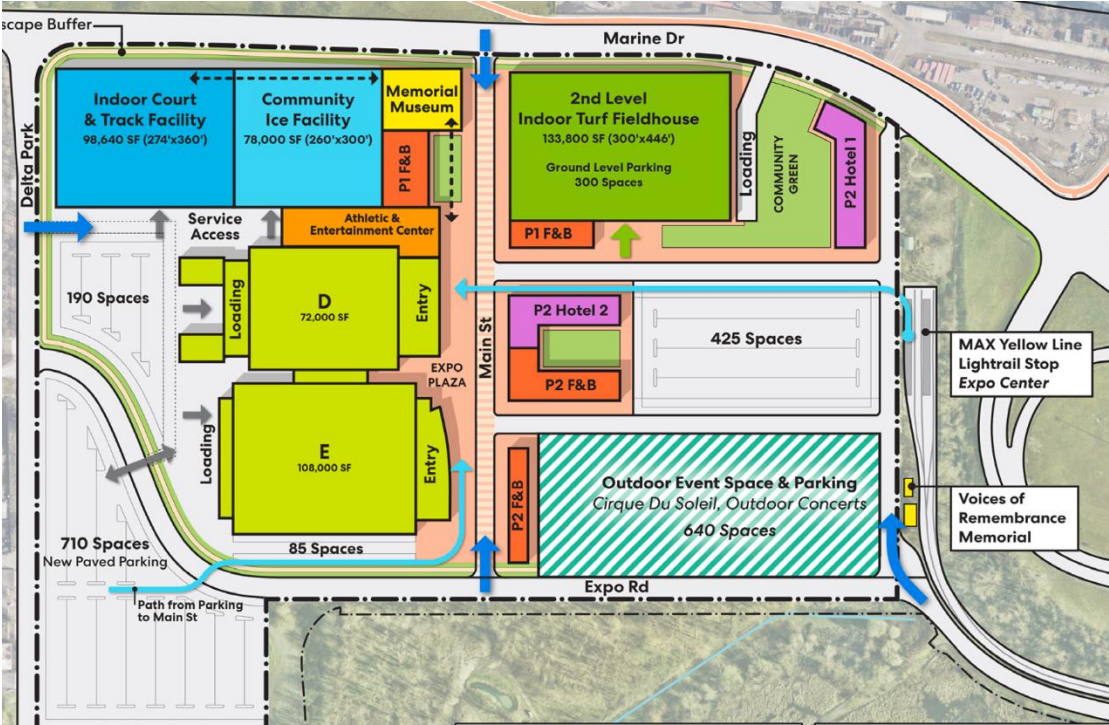 scape Buffer
Marine Dr
Delta Park
Indoor Court
& Track Facility
98,640 SF (274'x360')
Community
Ice Facility
78,000 SF (260'x300')
Memorial
Museum
P1 F&B
2nd Level
Indoor Turf Fieldhouse
133,800 SF (300'x446')
Ground Level Parking
300 Spaces
Loading
COMMUNITY
GREEN
P2 Hotel 1
Service
Access
Athletic &
Entertainment Center
P1 F&B
190 Spaces
Loading
D
72,000 SF
Entry
Main St
P2 Hotel 2
425 Spaces
MAX Yellow Line
Lightrail Stop
Expo Center
EXPO
PLAZA
P2 F&B
Loading
E
108,000 SF
Entry
P2 F&B
Outdoor Event Space & Parking
Cirque Du Soleil, Outdoor Concerts
640 Spaces
Voices of
Remembrance
Memorial
710 Spaces
New Paved Parking
85 Spaces
Expo Rd
Path from Parking
to Main St